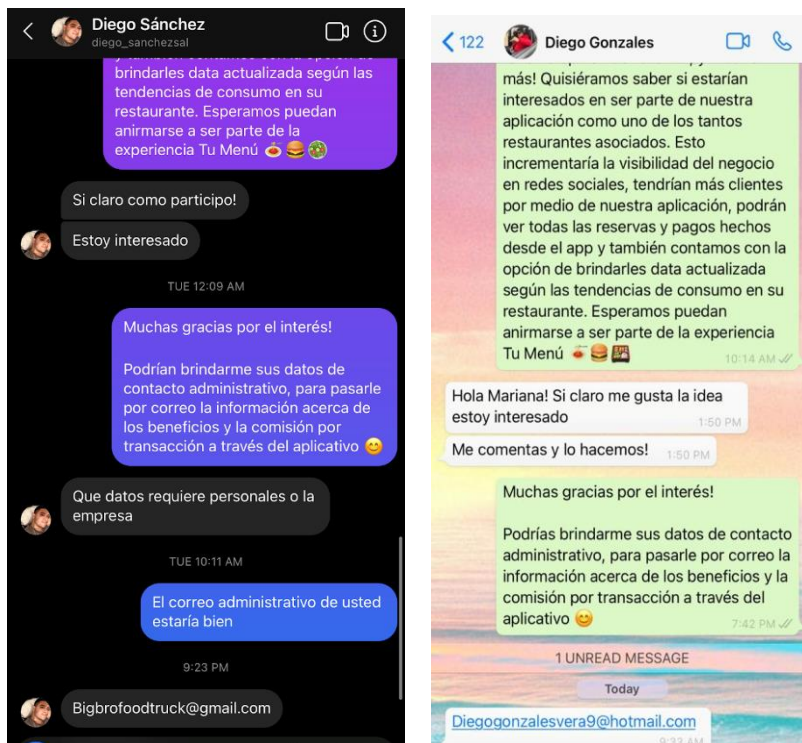 Diego Sánchez
diego_sanchezsal
brindarles data actualizada según las
tendencias de consumo en su
restaurante. Esperamos puedan
anirmarse a ser parte de la
experiencia Tu Menú 🍝🍔🥗
Si claro como participo!
Estoy interesado
TUE 12:09 AM
Muchas gracias por el interés!
Podrían brindarme sus datos de
contacto administrativo, para pasarle
por correo la información acerca de
los beneficios y la comisión por
transacción a través del aplicativo 😊
Que datos requiere personales o la
empresa
TUE 10:11 AM
El correo administrativo de usted
estaría bien
9:23 PM
Bigbrofoodtruck@gmail.com
122
Diego Gonzales
más! Quisiéramos saber si estarían
interesados en ser parte de nuestra
aplicación como uno de los tantos
restaurantes asociados. Esto
incrementaría la visibilidad del negocio
en redes sociales, tendrían más clientes
por medio de nuestra aplicación, podrán
ver todas las reservas y pagos hechos
desde el app y también contamos con la
opción de brindarles data actualizada
según las tendencias de consumo en su
restaurante. Esperamos puedan
anirmarse a ser parte de la experiencia
Tu Menú 🍝🍔🍱
10:14 AM
Hola Mariana! Si claro me gusta la idea
estoy interesado
1:50 PM
Me comentas y lo hacemos!
1:50 PM
Muchas gracias por el interés!
Podrías brindarme sus datos de contacto
administrativo, para pasarle por correo la
información acerca de los beneficios y la
comisión por transacción a través del
aplicativo 😊
7:42 PM
1 UNREAD MESSAGE
Today
Diegogonzalesvera9@hotmail.com